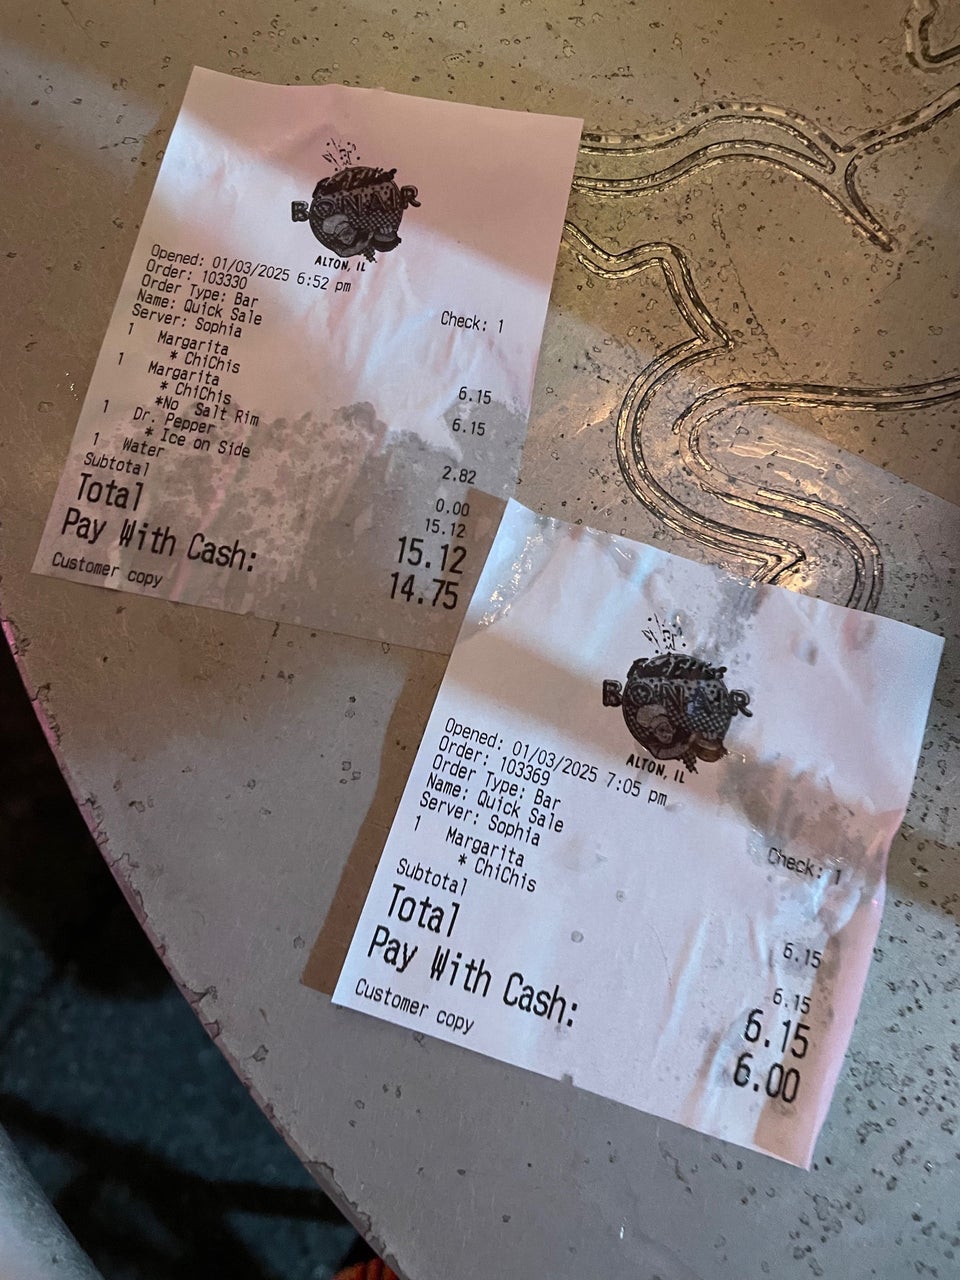 BONAIR
ALTON, IL
Opened: 01/03/2025 6:52 pm
Order: 103330
Order Type: Bar
Check: 1
Name: Quick Sale
Server: Sophia
1 Margarita 6.15
* ChiChis
1 Margarita 6.15
* ChiChis
*No Salt Rim
1 Dr. Pepper 2.82
* Ice on Side
1 Water 0.00
Subtotal 15.12
Total 15.12
Pay With Cash: 14.75
Customer copy
BONAIR
ALTON, IL
Opened: 01/03/2025 7:05 pm
Order: 103369
Order Type: Bar
Check: 1
Name: Quick Sale
Server: Sophia
1 Margarita 6.15
* ChiChis
Subtotal 6.15
Total 6.15
Pay With Cash: 6.00
Customer copy